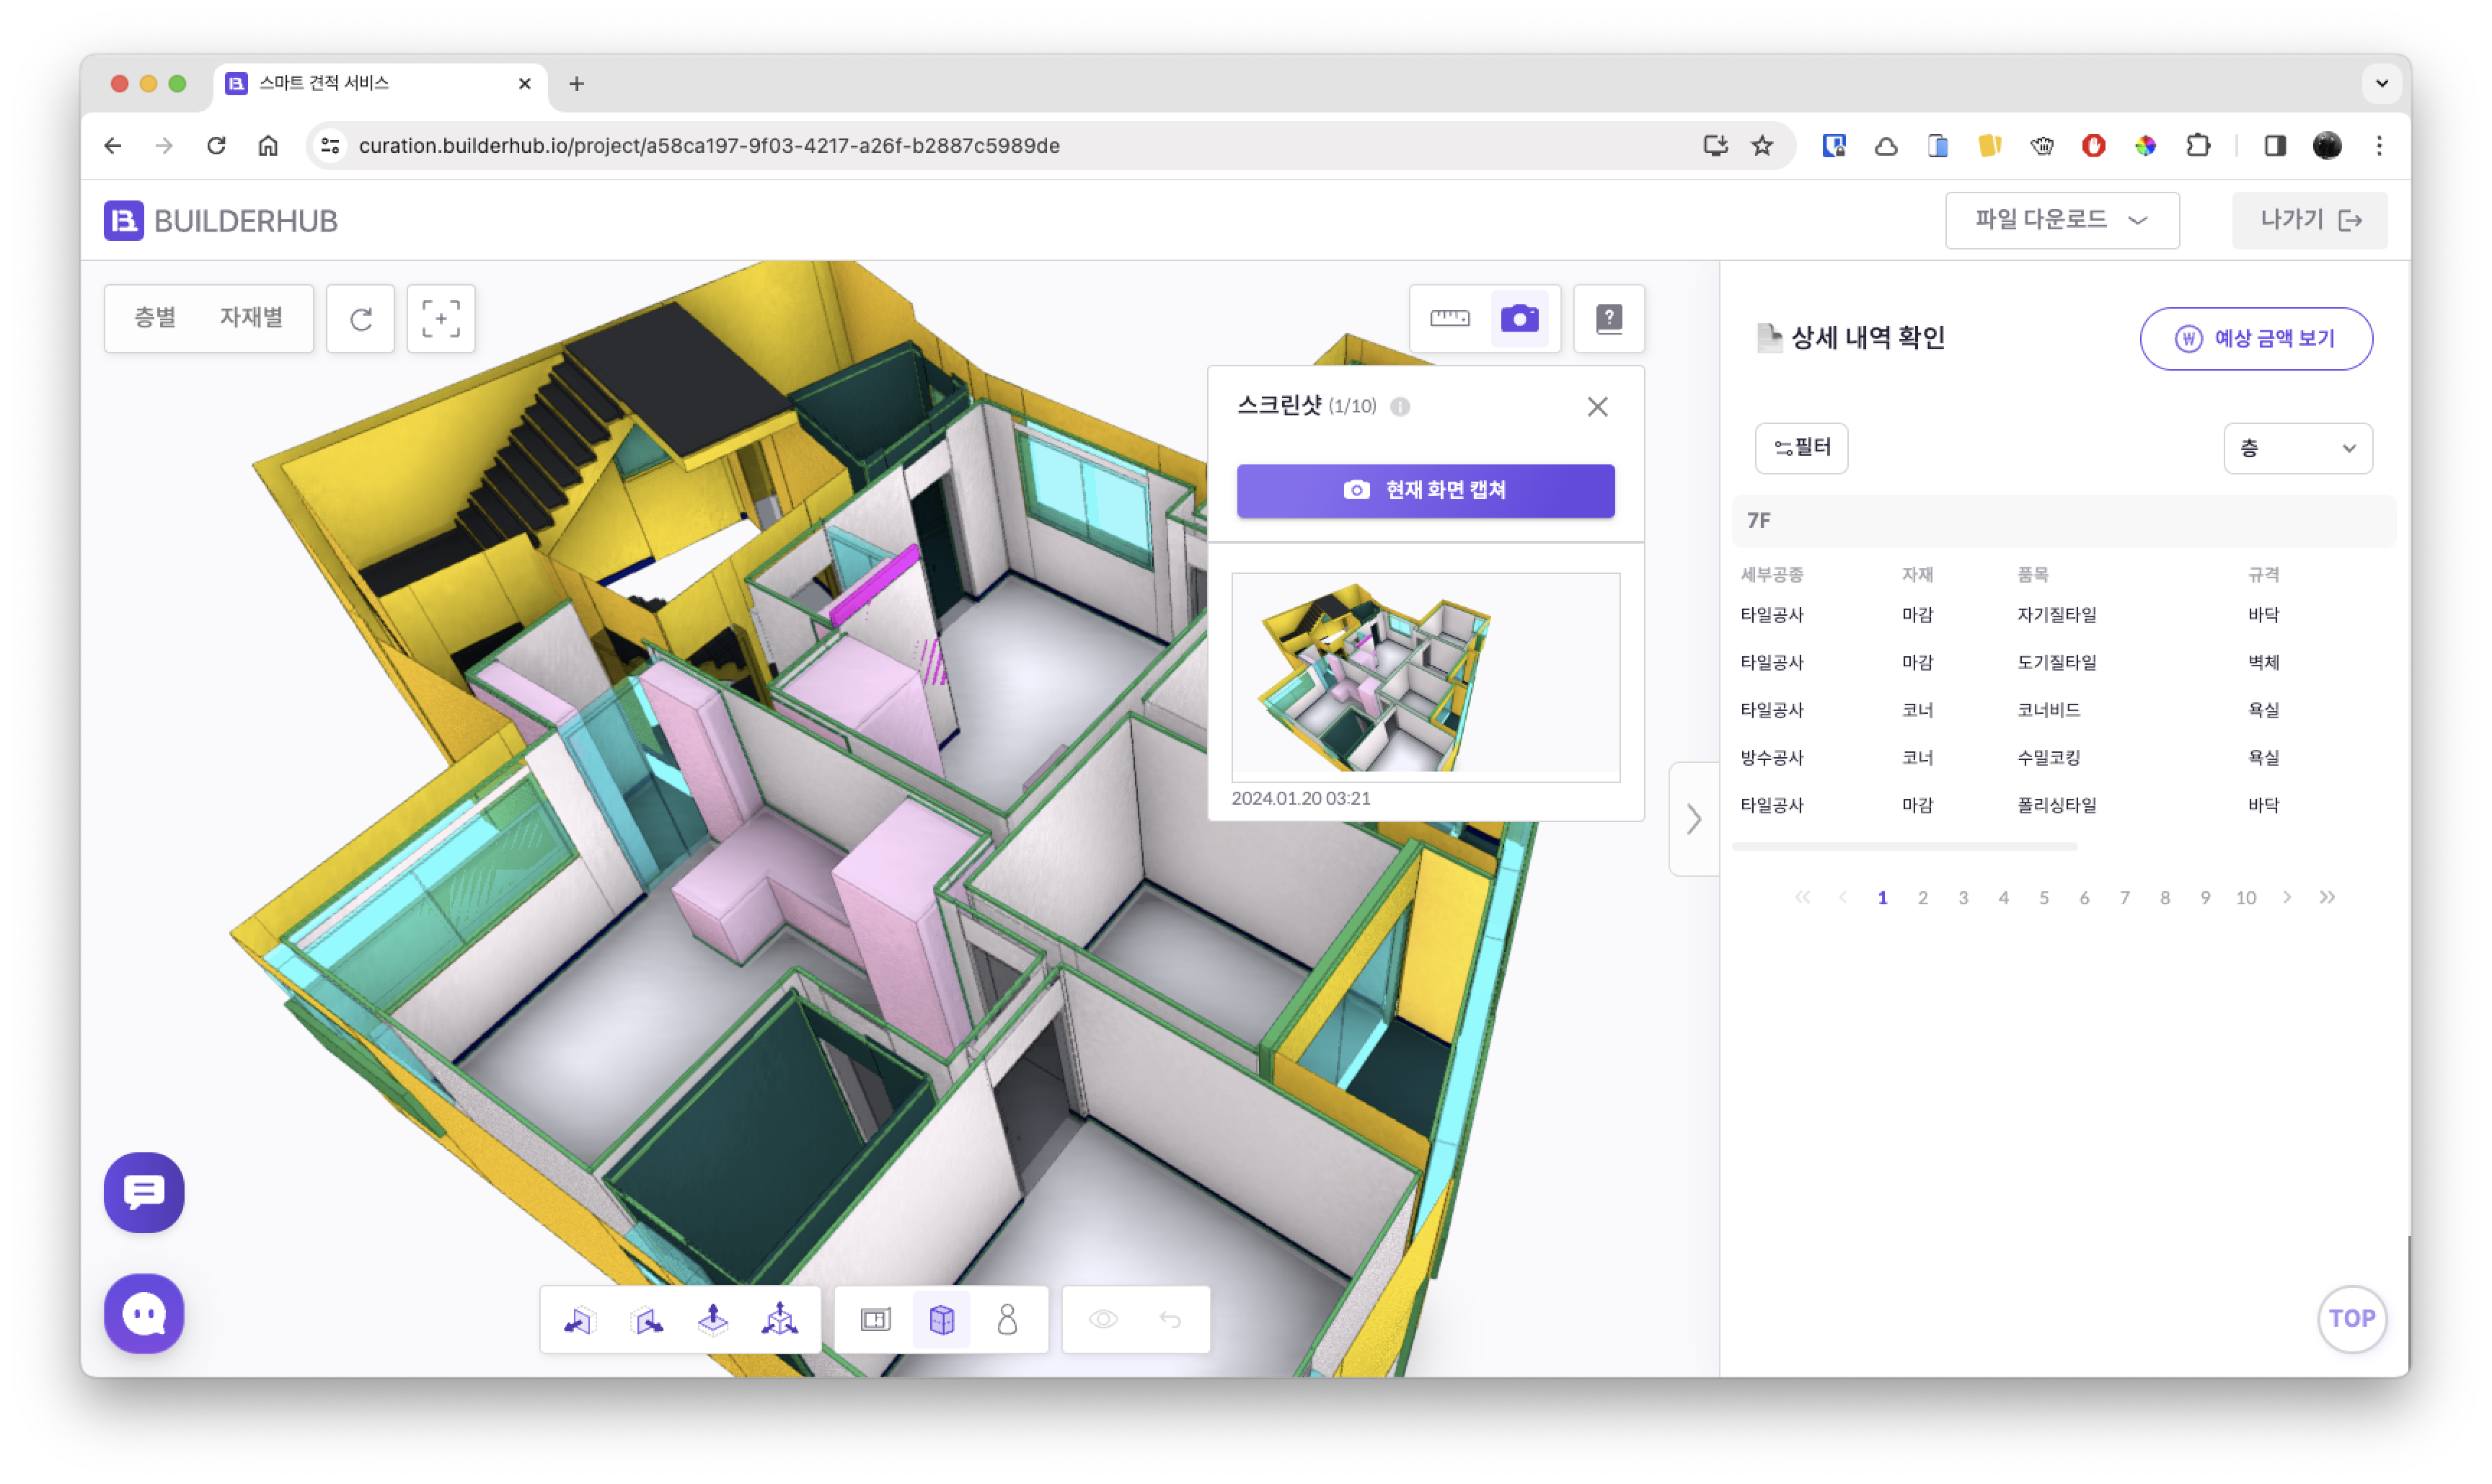 스마트 견적 서비스
curation.builderhub.io/project/a58ca197-9f03-4217-a26f-b2887c5989de
BUILDERHUB
파일 다운로드
나가기
층별 자재별
스크린샷 (1/10)
현재 화면 캡쳐
2024.01.20 03:21
상세 내역 확인
₩ 예상 금액 보기
필터
층
7F
세부공종 자재 품목 규격
타일공사 마감 자기질타일 바닥
타일공사 마감 도기질타일 벽체
타일공사 코너 코너비드 욕실
방수공사 코너 수밀코킹 욕실
타일공사 마감 폴리싱타일 바닥
1 2 3 4 5 6 7 8 9 10
TOP